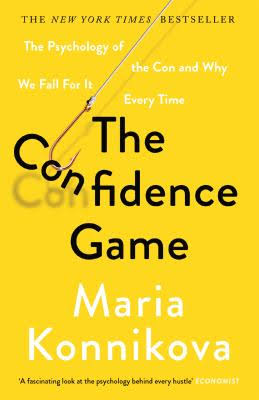 THE NEW YORK TIMES BESTSELLER
The Psychology of
the Con and Why
We Fall For It
Every Time
The
Confidence
Game
Maria
Konnikova
'A fascinating look at the psychology behind every hustle' ECONOMIST